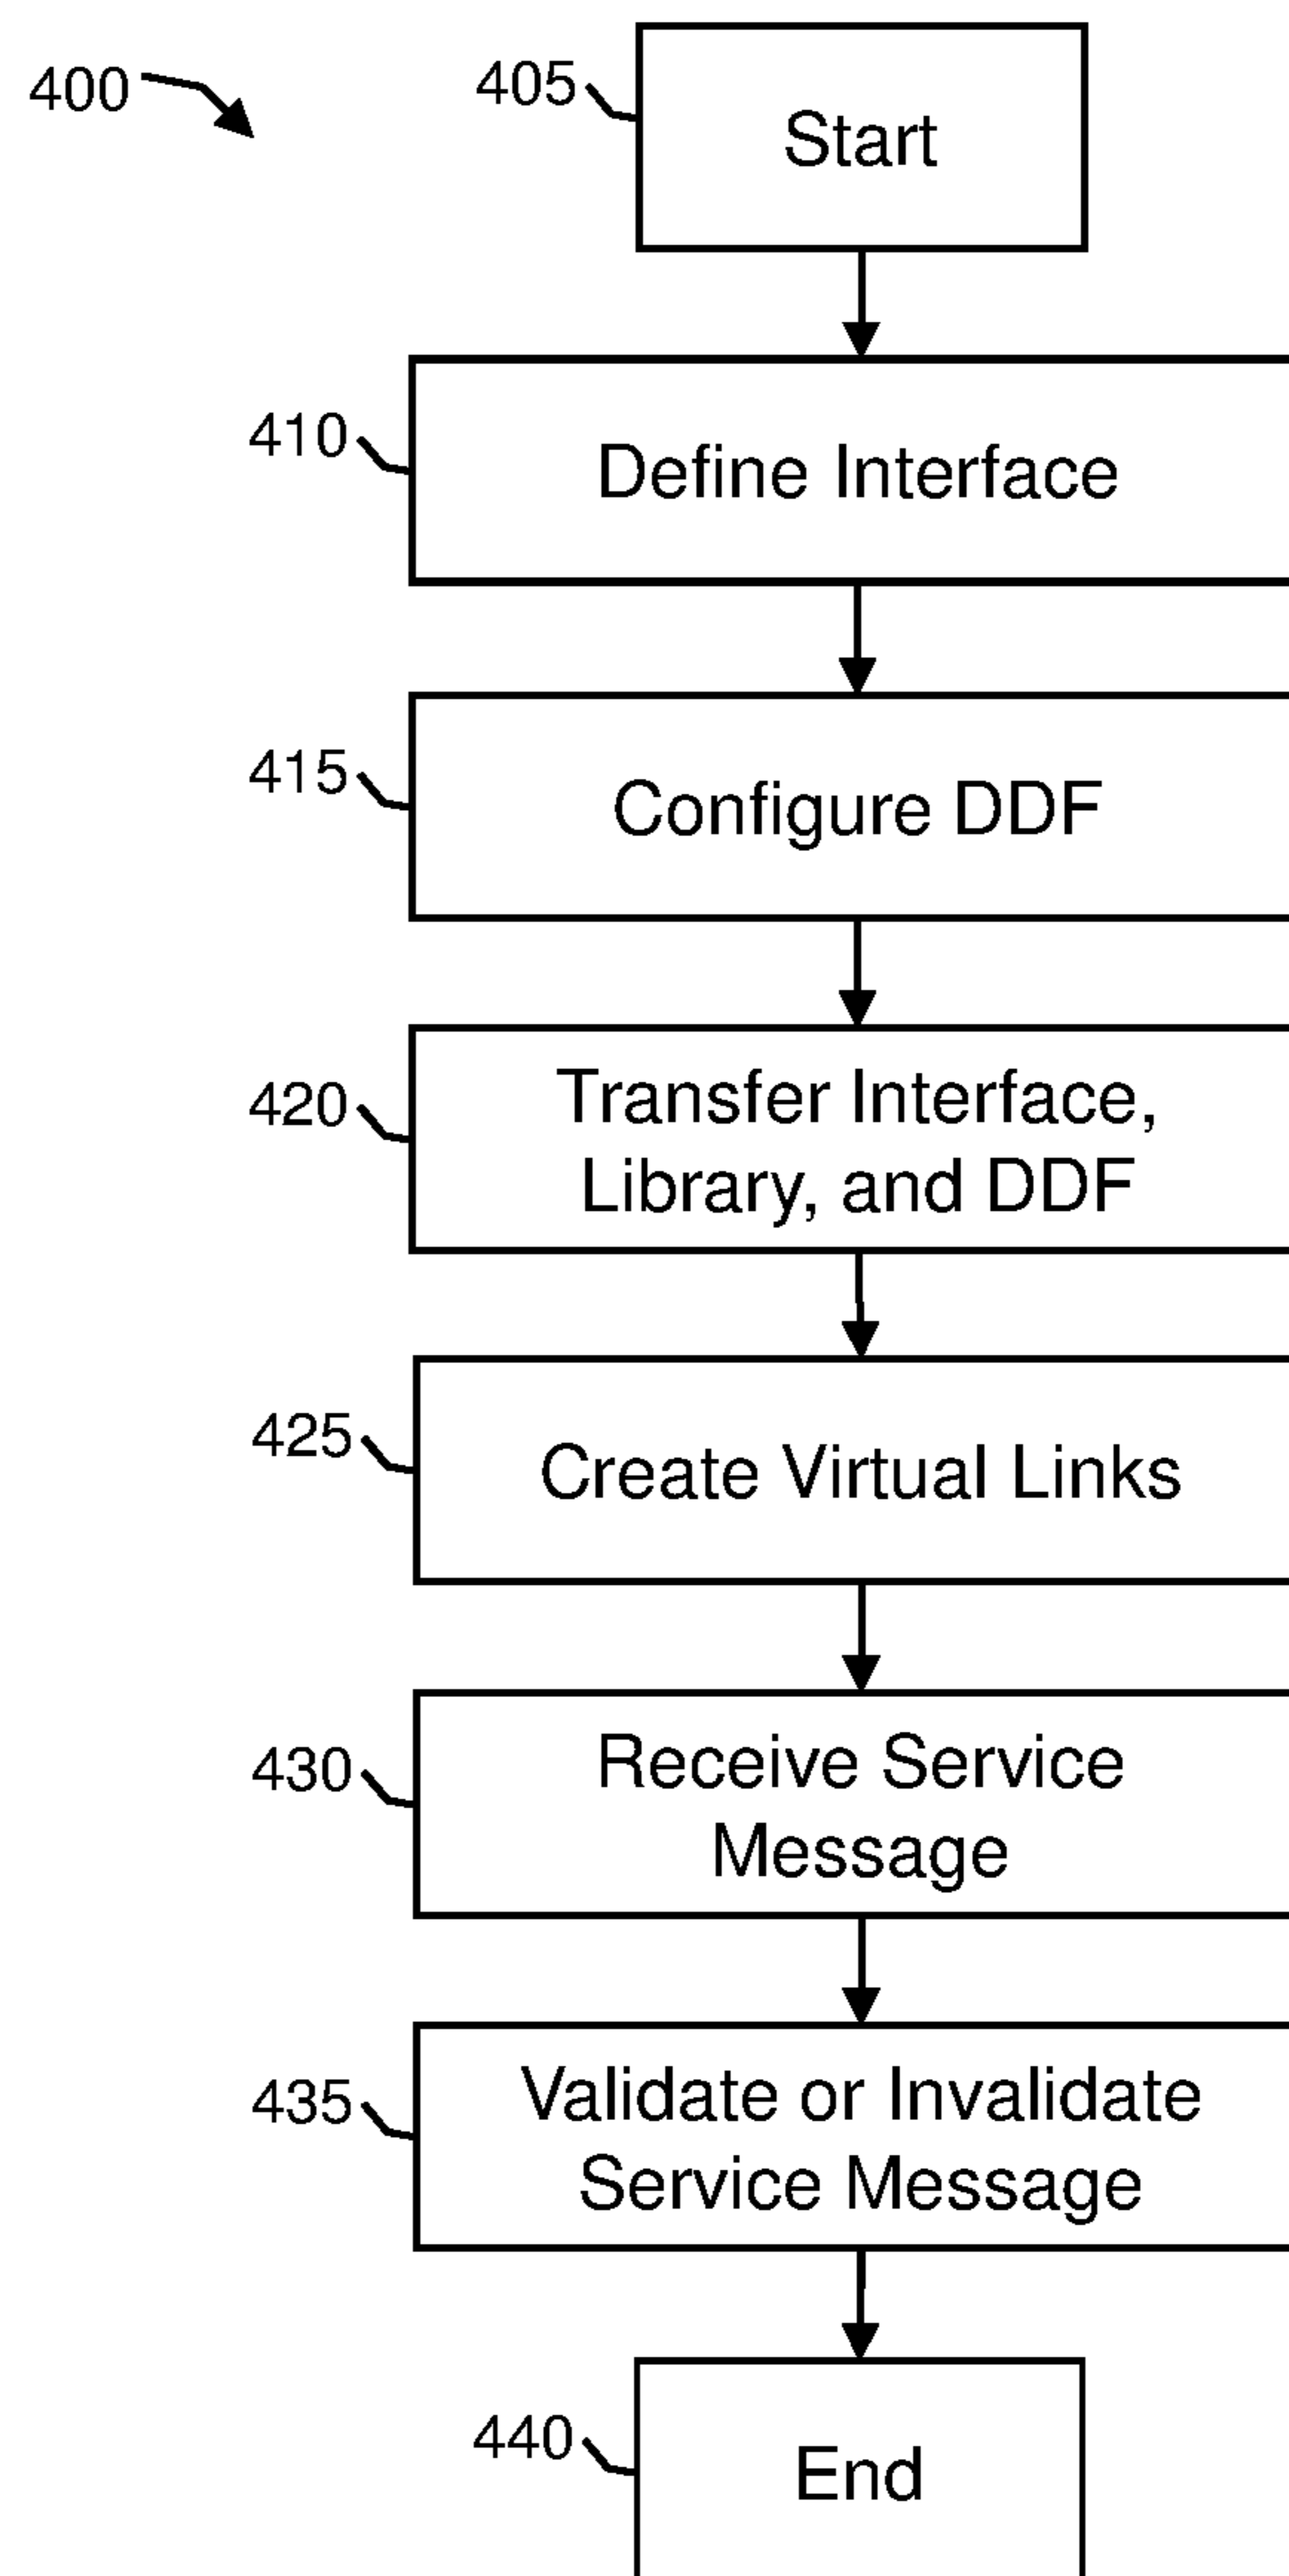 400
405
Start
410
Define Interface
415
Configure DDF
420
Transfer Interface,
Library, and DDF
425
Create Virtual Links
430
Receive Service
Message
435
Validate or Invalidate
Service Message
440
End